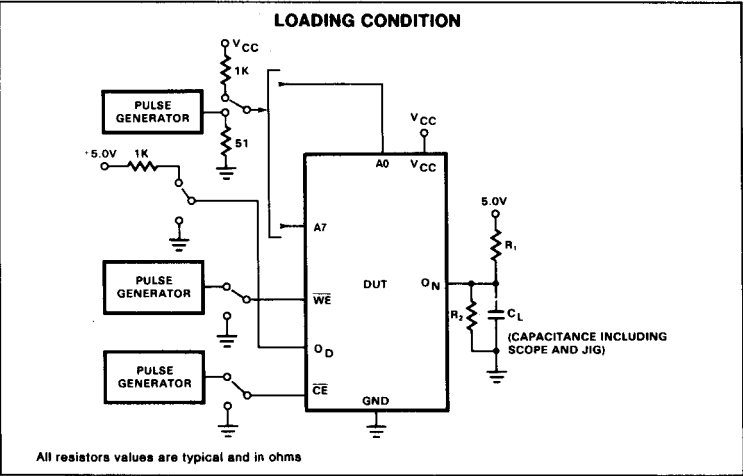 LOADING CONDITION
VCC
1K
PULSE
GENERATOR
51
+5.0V
1K
VCC
A0
VCC
5.0V
R1
A7
PULSE
GENERATOR
DUT
ON
WE
R2
CL
(CAPACITANCE INCLUDING
SCOPE AND JIG)
OD
PULSE
GENERATOR
CE
GND
All resistors values are typical and in ohms